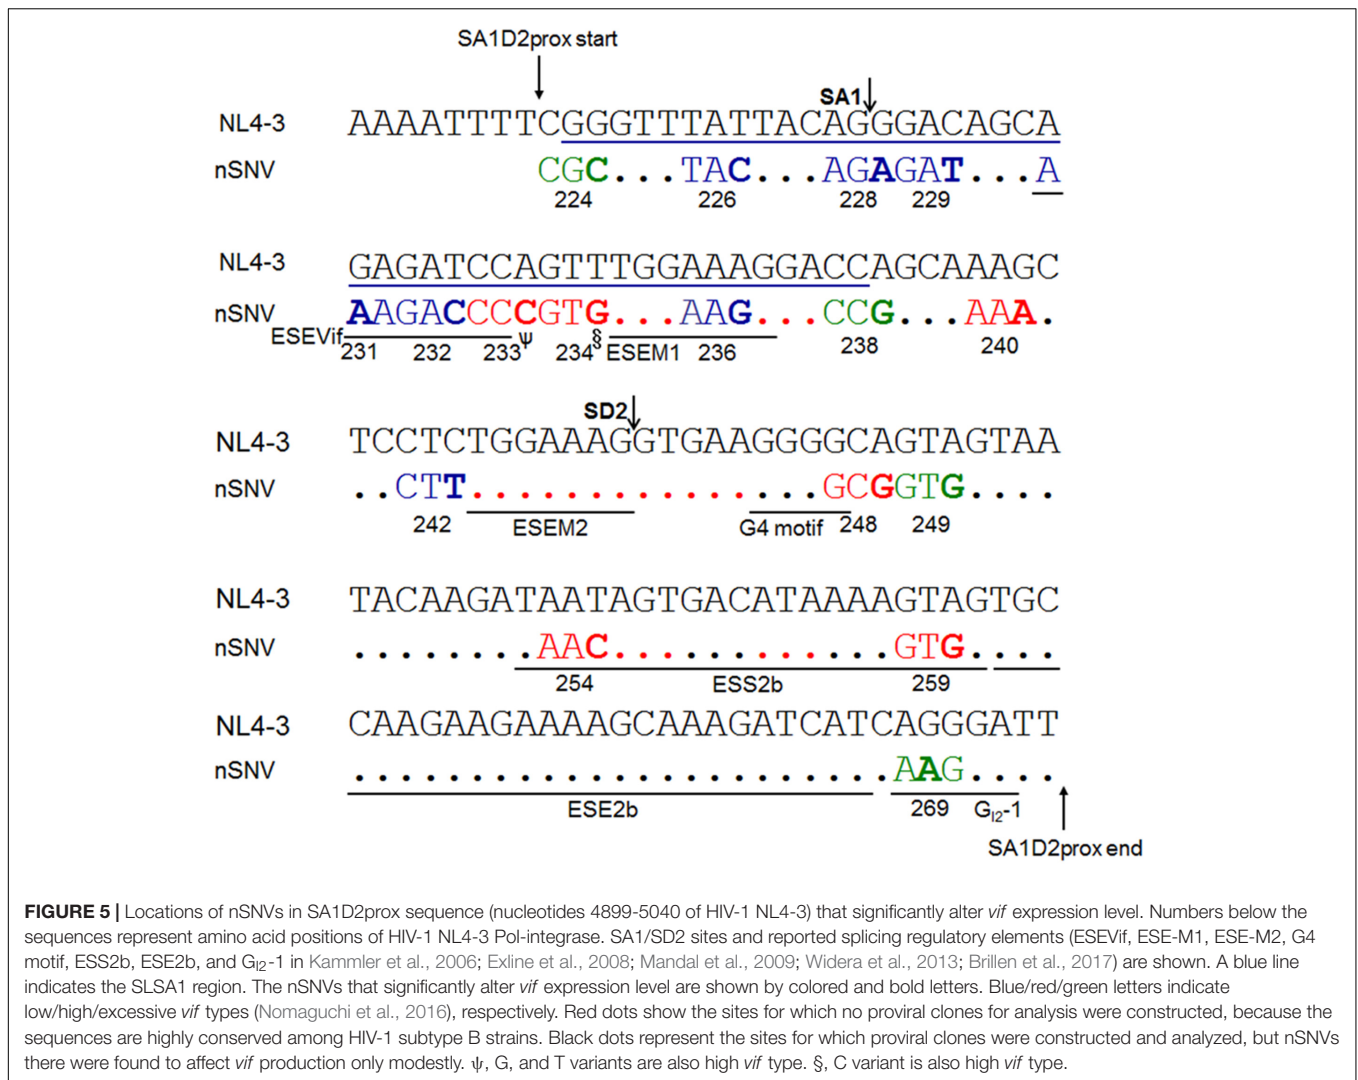 SA1D2prox start
SA1
NL4-3 AAAATTTTCGGGTTTATTACAGGGACAGCA
nSNV CGC...TAC...AGAGAT...A
224 226 228 229
NL4-3 GAGATCCAGTTTGGAAAGGACCAGCAAAGC
nSNV AAGACCCCGTG...AAG...CCG...AAA.
ESEVif 231 232 233 ψ 234 § ESEM1 236 238 240
SD2
NL4-3 TCCTCTGGAAAGGTGAAGGGGCAGTAGTAA
nSNV ..CTT...............GCGGTG....
242 ESEM2 G4 motif 248 249
NL4-3 TACAAGATAATAGTGACATAAAAGTAGTGC
nSNV ........AAC............GTG....
254 ESS2b 259
NL4-3 CAAGAAGAAAAGCAAAGATCATCAGGGATT
nSNV .......................AAG....
ESE2b 269 GI2-1
SA1D2prox end
FIGURE 5 | Locations of nSNVs in SA1D2prox sequence (nucleotides 4899-5040 of HIV-1 NL4-3) that significantly alter vif expression level. Numbers below the
sequences represent amino acid positions of HIV-1 NL4-3 Pol-integrase. SA1/SD2 sites and reported splicing regulatory elements (ESEVif, ESE-M1, ESE-M2, G4
motif, ESS2b, ESE2b, and GI2-1 in Kammler et al., 2006; Exline et al., 2008; Mandal et al., 2009; Widera et al., 2013; Brillen et al., 2017) are shown. A blue line
indicates the SLSA1 region. The nSNVs that significantly alter vif expression level are shown by colored and bold letters. Blue/red/green letters indicate
low/high/excessive vif types (Nomaguchi et al., 2016), respectively. Red dots show the sites for which no proviral clones for analysis were constructed, because the
sequences are highly conserved among HIV-1 subtype B strains. Black dots represent the sites for which proviral clones were constructed and analyzed, but nSNVs
there were found to affect vif production only modestly. ψ, G, and T variants are also high vif type. §, C variant is also high vif type.